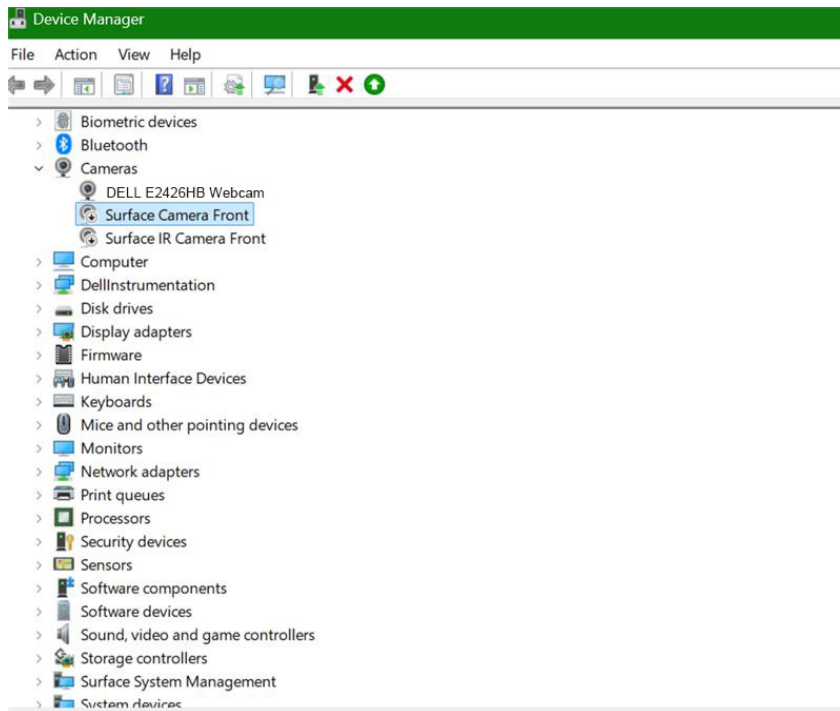 Device Manager
File Action View Help
Biometric devices
Bluetooth
Cameras
DELL E2426HB Webcam
Surface Camera Front
Surface IR Camera Front
Computer
DellInstrumentation
Disk drives
Display adapters
Firmware
Human Interface Devices
Keyboards
Mice and other pointing devices
Monitors
Network adapters
Print queues
Processors
Security devices
Sensors
Software components
Software devices
Sound, video and game controllers
Storage controllers
Surface System Management
System devices